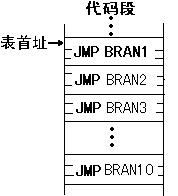 代码段
表首址
JMP BRAN1
JMP BRAN2
JMP BRAN3
JMP BRAN10